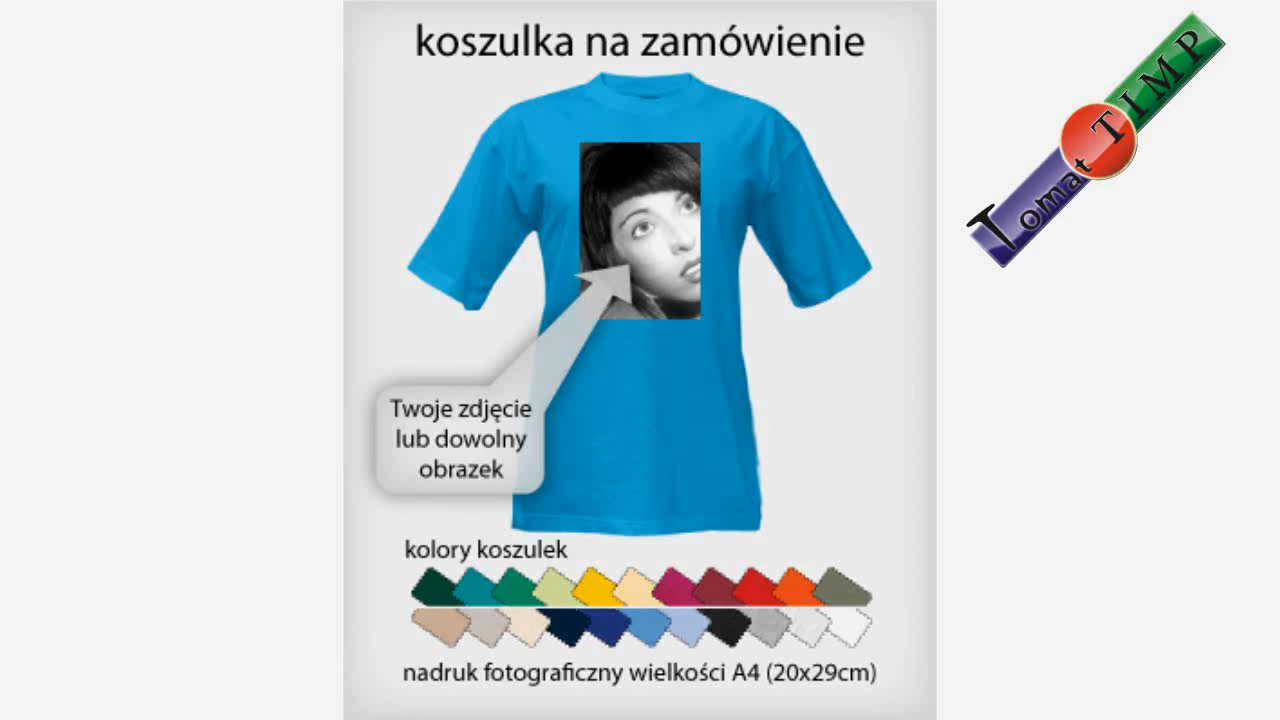 koszulka na zamówienie
Tomat TIMP
Twoje zdjęcie
lub dowolny
obrazek
kolory koszulek
nadruk fotograficzny wielkości A4 (20x29cm)